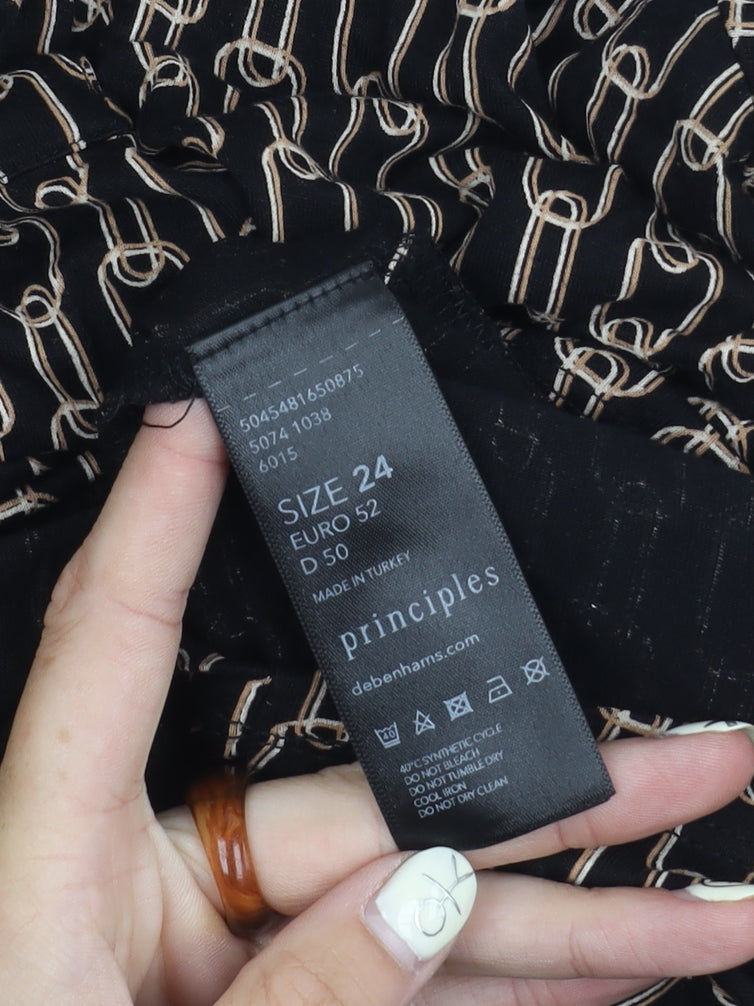 5045481650875
5074 1038
6015
SIZE 24
EURO 52
D 50
MADE IN TURKEY
principles
debenhams.com
40
40°C SYNTHETIC CYCLE
DO NOT BLEACH
DO NOT TUMBLE DRY
COOL IRON
DO NOT DRY CLEAN